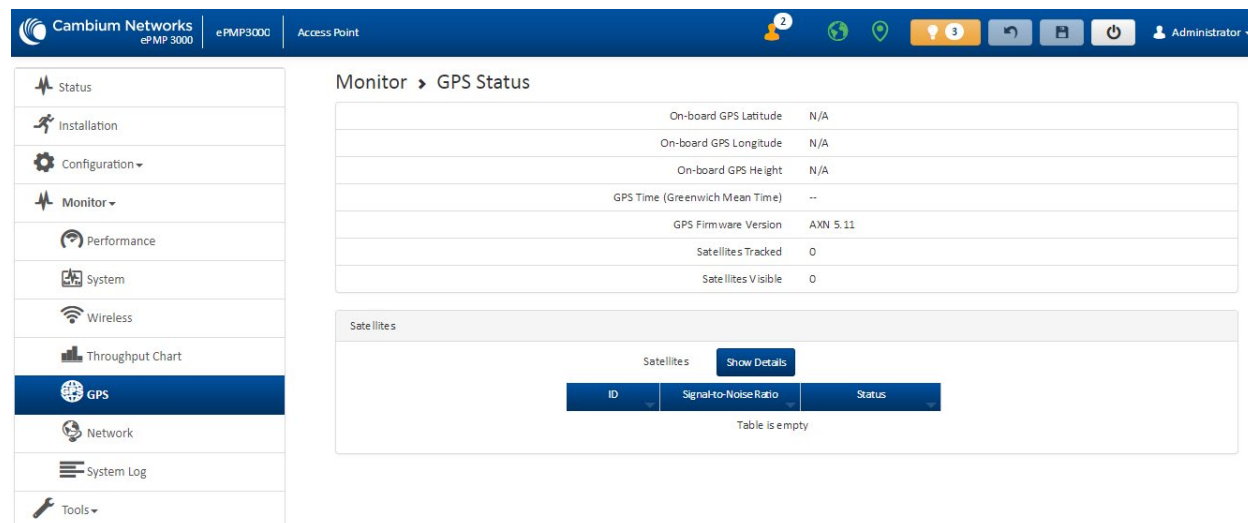 Cambium Networks
ePMP 3000
ePMP3000
Access Point
2
3
Administrator
Status
Installation
Configuration
Monitor
Performance
System
Wireless
Throughput Chart
GPS
Network
System Log
Tools
Monitor > GPS Status
On-board GPS Latitude N/A
On-board GPS Longitude N/A
On-board GPS Height N/A
GPS Time (Greenwich Mean Time) --
GPS Firmware Version AXN 5.11
Satellites Tracked 0
Satellites Visible 0
Satellites
Satellites Show Details
ID Signal-to-Noise Ratio Status
Table is empty